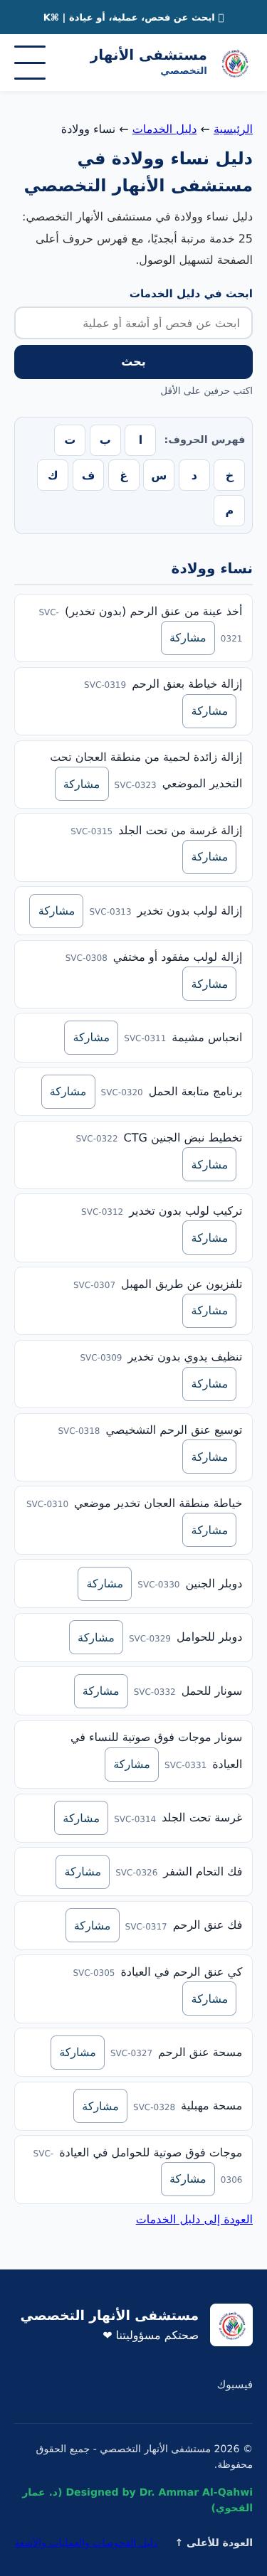 ابحث عن فحص، عملية، أو عيادة | ⌘K
مستشفى الأنهار
التخصصي
الرئيسية ← دليل الخدمات ← نساء وولادة
دليل نساء وولادة في
مستشفى الأنهار التخصصي
دليل نساء وولادة في مستشفى الأنهار التخصصي:
25 خدمة مرتبة أبجديًا، مع فهرس حروف أعلى
الصفحة لتسهيل الوصول.
ابحث في دليل الخدمات
ابحث عن فحص أو أشعة أو عملية
بحث
اكتب حرفين على الأقل
فهرس الحروف: ا ب ت
خ د س غ ف ك
م
نساء وولادة
أخذ عينة من عنق الرحم (بدون تخدير) SVC-
0321 مشاركة
إزالة خياطة بعنق الرحم SVC-0319
مشاركة
إزالة زائدة لحمية من منطقة العجان تحت
التخدير الموضعي SVC-0323 مشاركة
إزالة غرسة من تحت الجلد SVC-0315
مشاركة
إزالة لولب بدون تخدير SVC-0313 مشاركة
إزالة لولب مفقود أو مختفي SVC-0308
مشاركة
انحباس مشيمة SVC-0311 مشاركة
برنامج متابعة الحمل SVC-0320 مشاركة
تخطيط نبض الجنين CTG SVC-0322
مشاركة
تركيب لولب بدون تخدير SVC-0312
مشاركة
تلفزيون عن طريق المهبل SVC-0307
مشاركة
تنظيف يدوي بدون تخدير SVC-0309
مشاركة
توسيع عنق الرحم التشخيصي SVC-0318
مشاركة
خياطة منطقة العجان تخدير موضعي SVC-0310
مشاركة
دوبلر الجنين SVC-0330 مشاركة
دوبلر للحوامل SVC-0329 مشاركة
سونار للحمل SVC-0332 مشاركة
سونار موجات فوق صوتية للنساء في
العيادة SVC-0331 مشاركة
غرسة تحت الجلد SVC-0314 مشاركة
فك التحام الشفر SVC-0326 مشاركة
فك عنق الرحم SVC-0317 مشاركة
كي عنق الرحم في العيادة SVC-0305
مشاركة
مسحة عنق الرحم SVC-0327 مشاركة
مسحة مهبلية SVC-0328 مشاركة
موجات فوق صوتية للحوامل في العيادة SVC-
0306 مشاركة
العودة إلى دليل الخدمات
مستشفى الأنهار التخصصي
صحتكم مسؤوليتنا ❤
فيسبوك
© 2026 مستشفى الأنهار التخصصي - جميع الحقوق
محفوظة.
Designed by Dr. Ammar Al-Qahwi (د. عمار
القحوي)
العودة للأعلى ↑